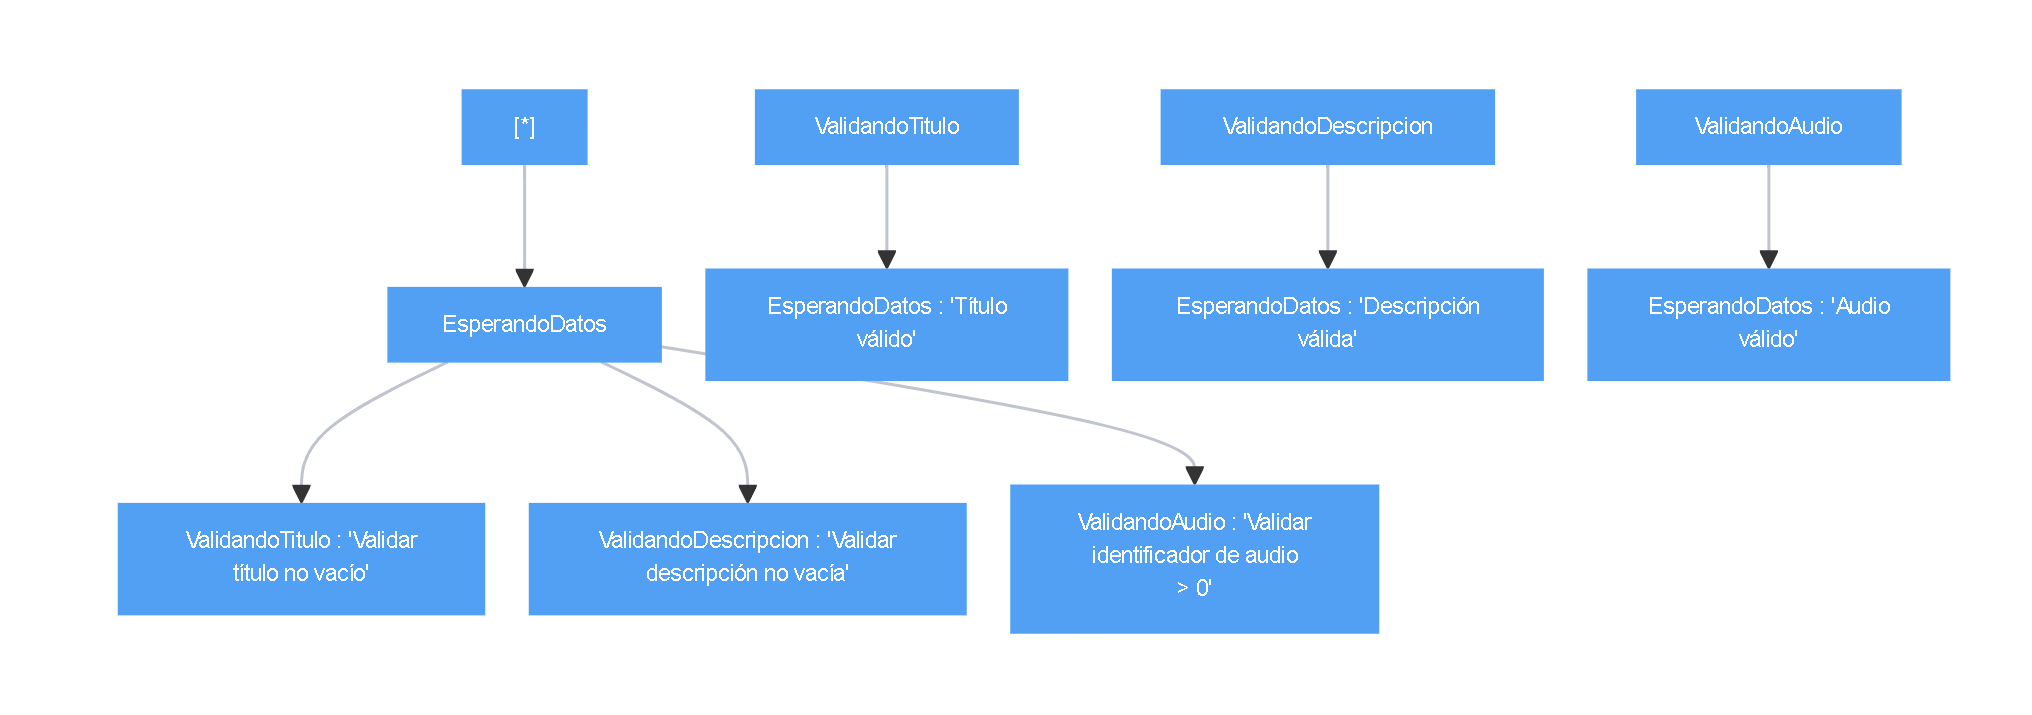 [*]
ValidandoTitulo
ValidandoDescripcion
ValidandoAudio
EsperandoDatos
EsperandoDatos : 'Título
válido'
EsperandoDatos : 'Descripción
válida'
EsperandoDatos : 'Audio
válido'
ValidandoTitulo : 'Validar
título no vacío'
ValidandoDescripcion : 'Validar
descripción no vacía'
ValidandoAudio : 'Validar
identificador de audio
> 0'